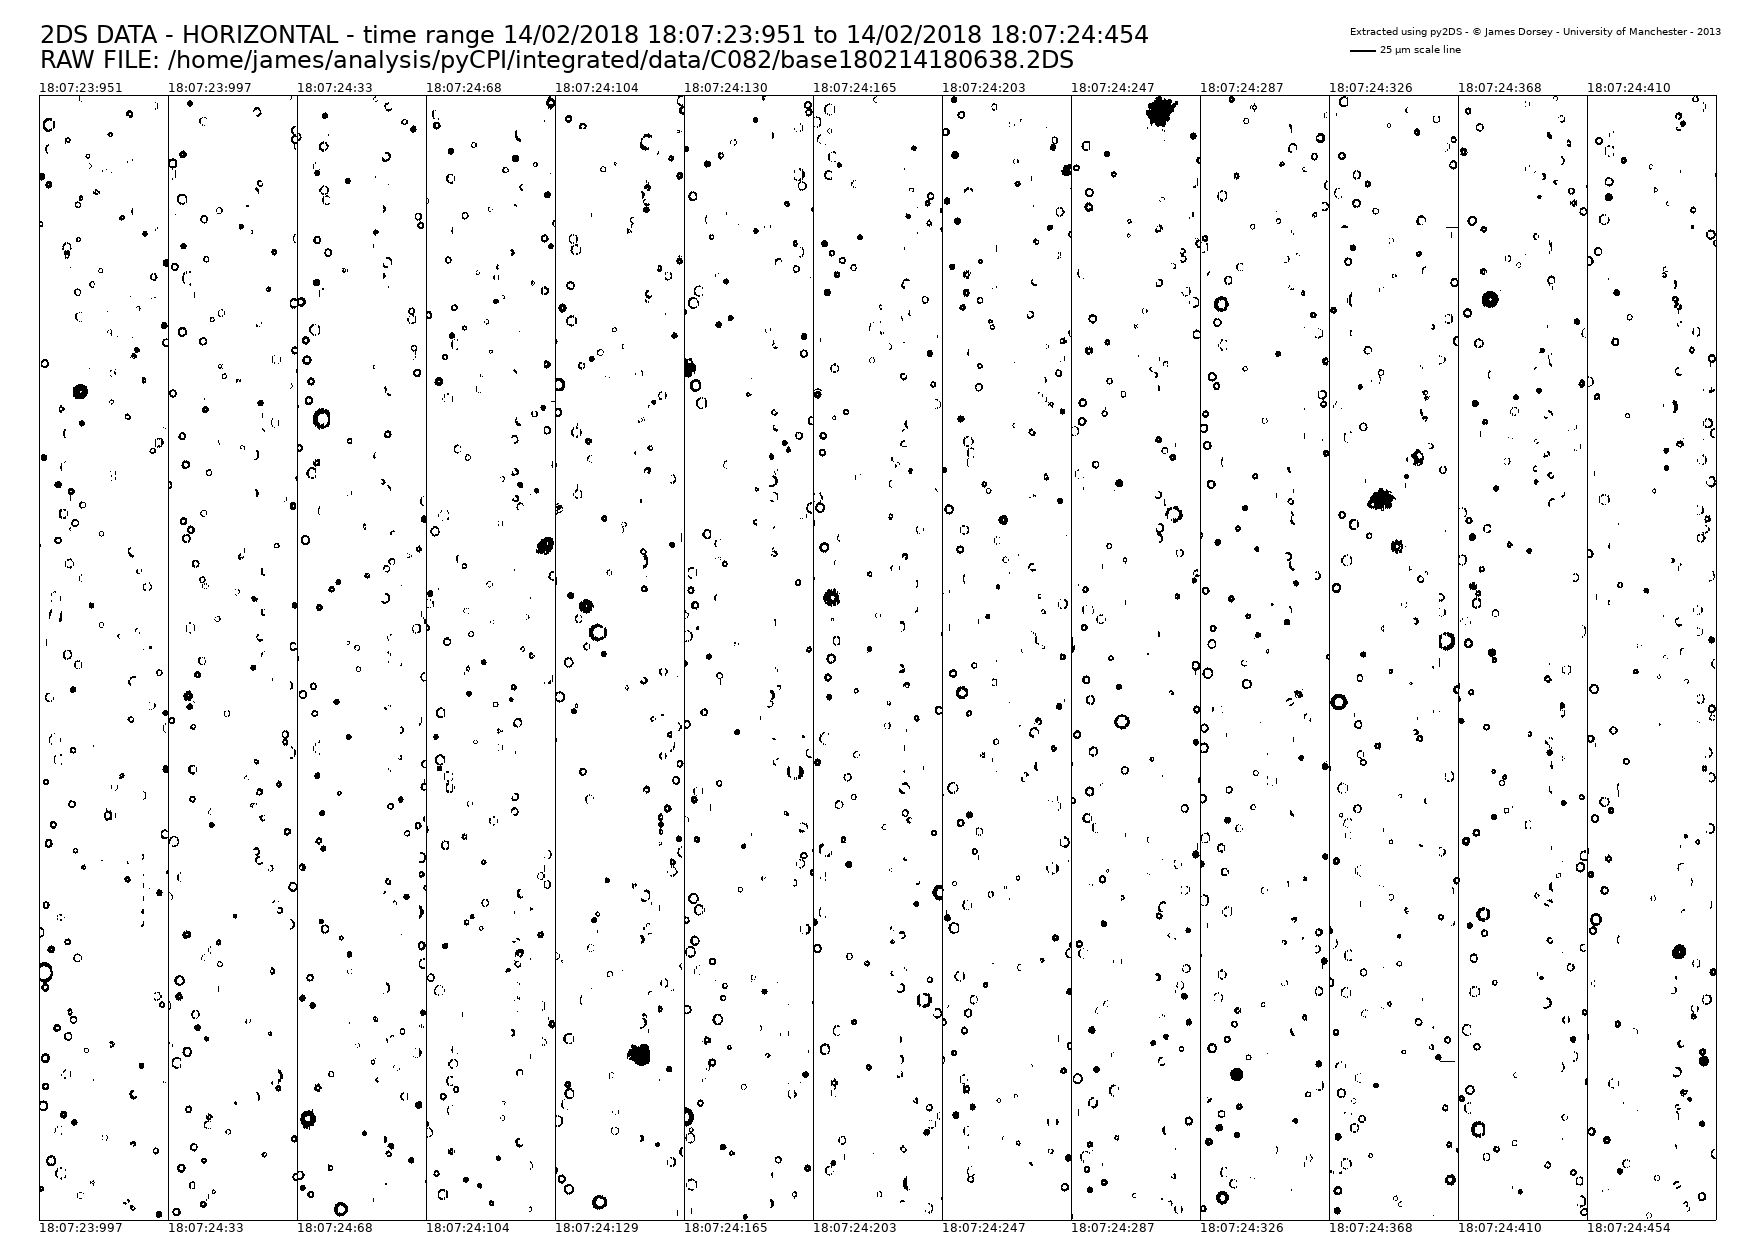 2DS DATA - HORIZONTAL - time range 14/02/2018 18:07:23:951 to 14/02/2018 18:07:24:454
RAW FILE: /home/james/analysis/pyCPI/integrated/data/C082/base180214180638.2DS
Extracted using py2DS - © James Dorsey - University of Manchester - 2013
25 µm scale line
18:07:23:951 18:07:23:997 18:07:24:33 18:07:24:68 18:07:24:104 18:07:24:130 18:07:24:165 18:07:24:203 18:07:24:247 18:07:24:287 18:07:24:326 18:07:24:368 18:07:24:410
18:07:23:997 18:07:24:33 18:07:24:68 18:07:24:104 18:07:24:129 18:07:24:165 18:07:24:203 18:07:24:247 18:07:24:287 18:07:24:326 18:07:24:368 18:07:24:410 18:07:24:454